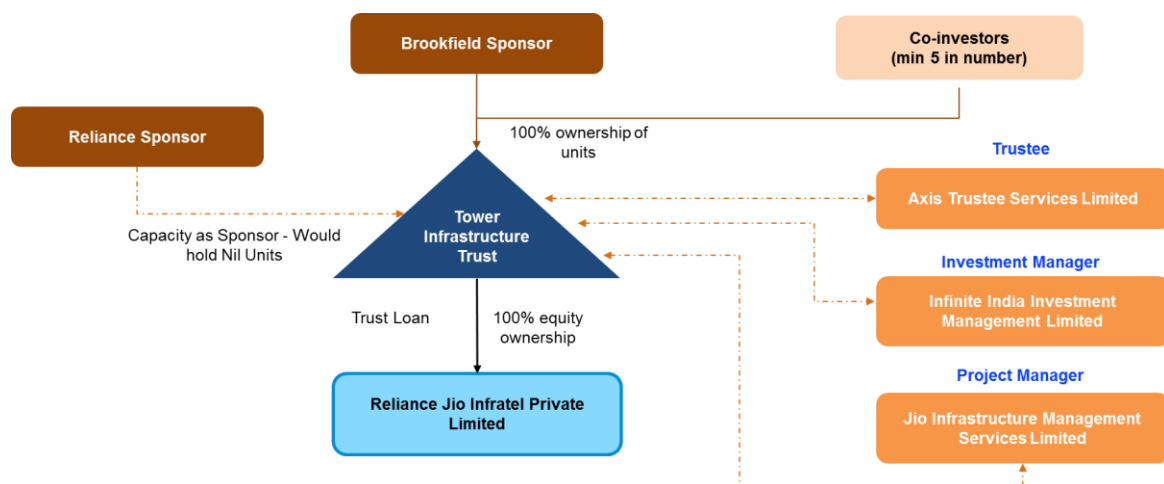 Brookfield Sponsor
Co-investors
(min 5 in number)
Reliance Sponsor
100% ownership of
units
Trustee
Axis Trustee Services Limited
Capacity as Sponsor - Would
hold Nil Units
Tower
Infrastructure
Trust
Investment Manager
Infinite India Investment
Management Limited
Trust Loan
100% equity
ownership
Project Manager
Reliance Jio Infratel Private
Limited
Jio Infrastructure Management
Services Limited